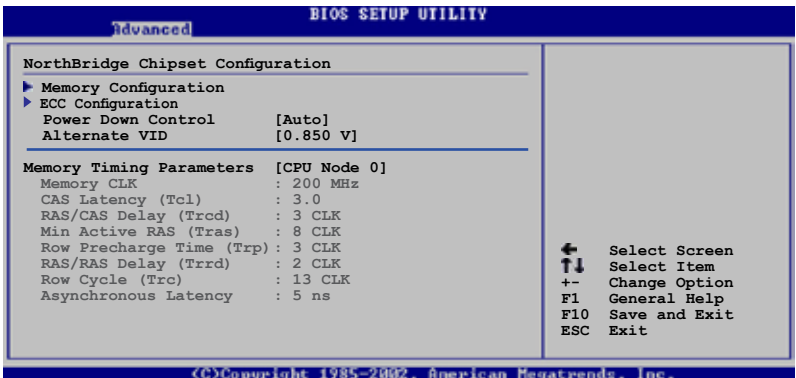 BIOS SETUP UTILITY
Advanced
NorthBridge Chipset Configuration
Memory Configuration
ECC Configuration
Power Down Control [Auto]
Alternate VID [0.850 V]
Memory Timing Parameters [CPU Node 0]
Memory CLK : 200 MHz
CAS Latency (Tcl) : 3.0
RAS/CAS Delay (Trcd) : 3 CLK
Min Active RAS (Tras) : 8 CLK
Row Precharge Time (Trp) : 3 CLK
RAS/RAS Delay (Trrd) : 2 CLK
Row Cycle (Trc) : 13 CLK
Asynchronous Latency : 5 ns
← Select Screen
↑↓ Select Item
+- Change Option
F1 General Help
F10 Save and Exit
ESC Exit
(C)Copyright 1985-2002, American Megatrends, Inc.